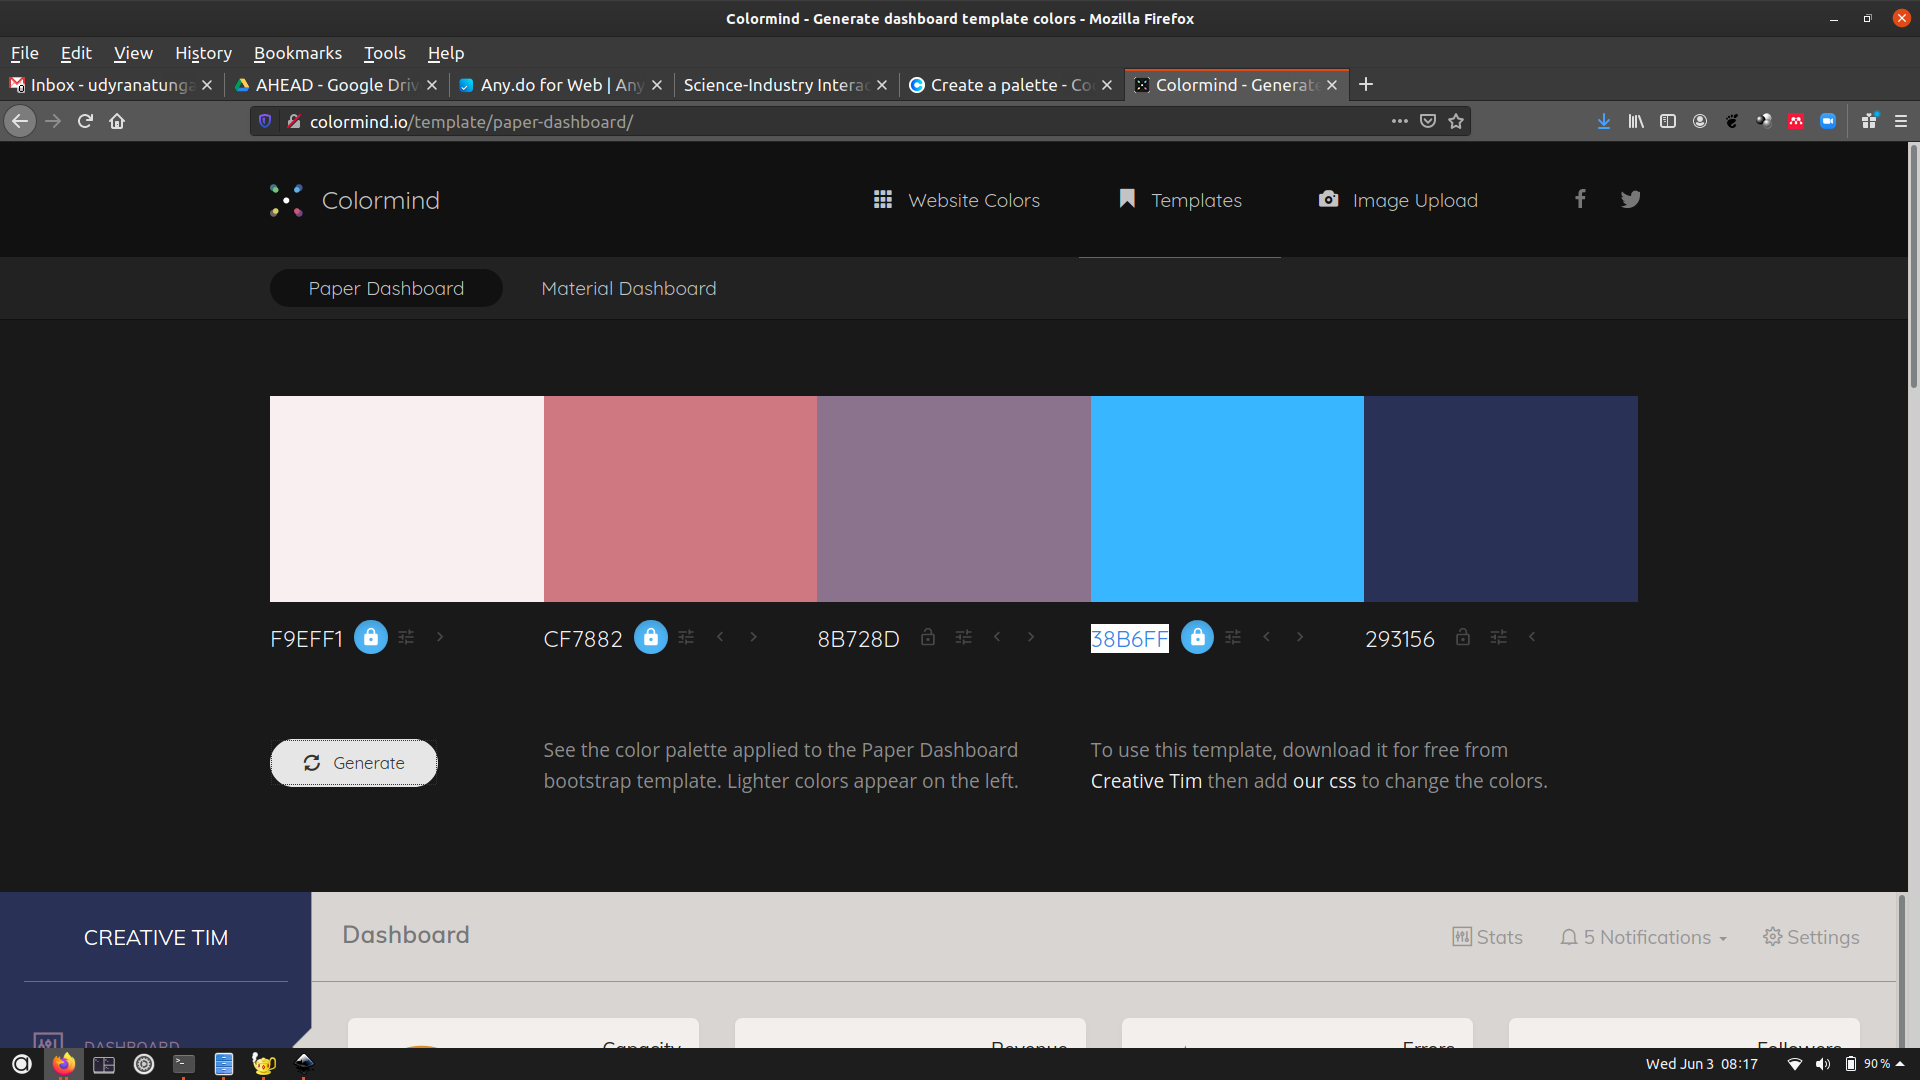 Colormind - Generate dashboard template colors - Mozilla Firefox
File Edit View History Bookmarks Tools Help
Inbox - udyranatunga AHEAD - Google Driv Any.do for Web | Any Science-Industry Interac Create a palette - Co Colormind - Generate
colormind.io/template/paper-dashboard/
Colormind Website Colors Templates Image Upload
Paper Dashboard Material Dashboard
F9EFF1 CF7882 8B728D 38B6FF 293156
Generate
See the color palette applied to the Paper Dashboard
bootstrap template. Lighter colors appear on the left.
To use this template, download it for free from
Creative Tim then add our css to change the colors.
CREATIVE TIM Dashboard Stats 5 Notifications Settings
DASHBOARD Capacity Revenue Errors Followers
Wed Jun 3 08:17 90 %